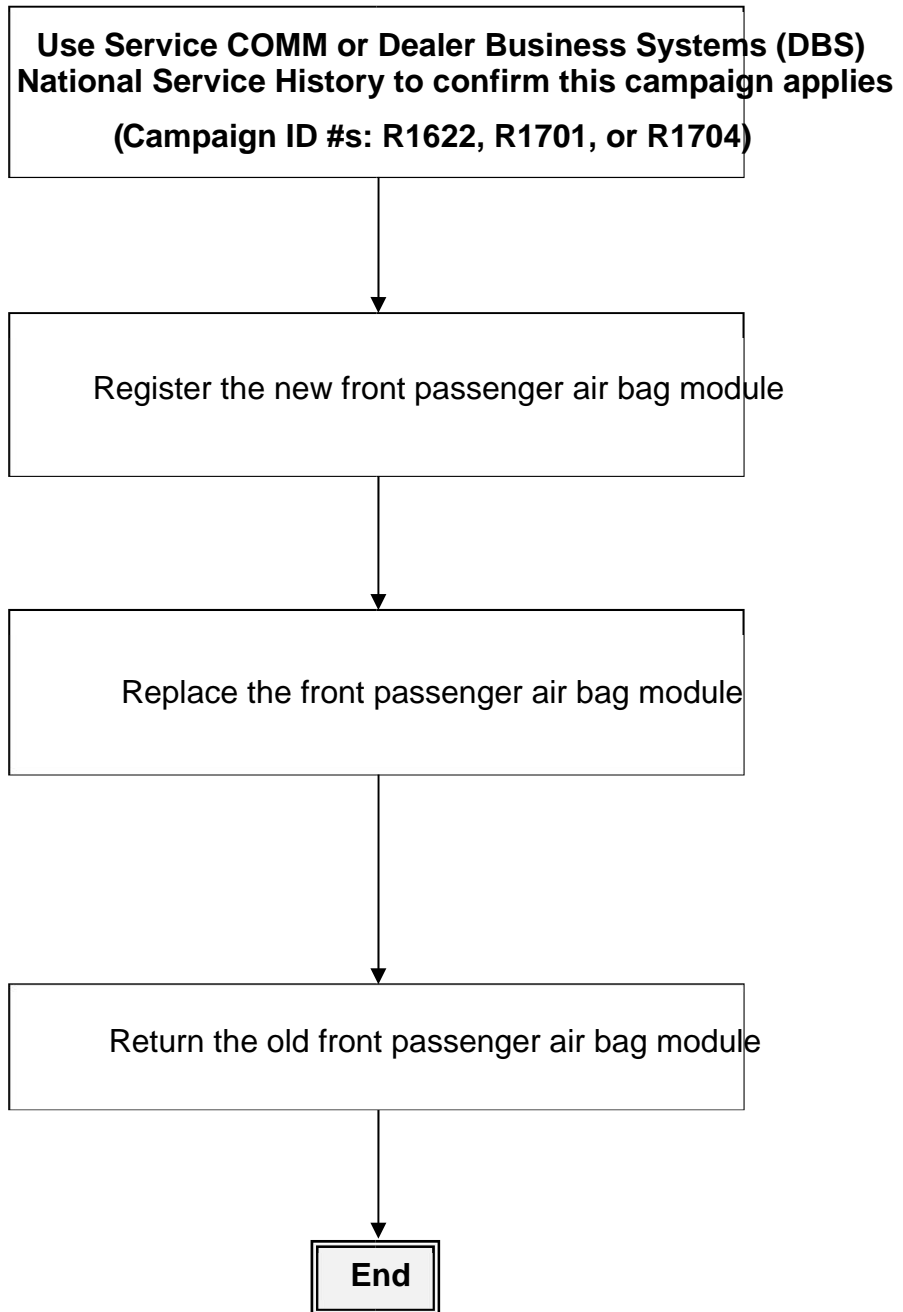 Use Service COMM or Dealer Business Systems (DBS)
National Service History to confirm this campaign applies
(Campaign ID #s: R1622, R1701, or R1704)
Register the new front passenger air bag module
Replace the front passenger air bag module
Return the old front passenger air bag module
End